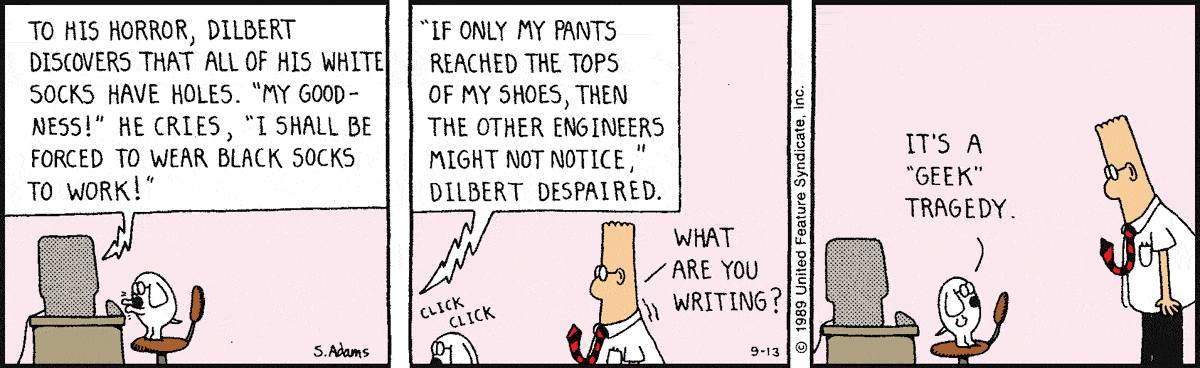 TO HIS HORROR, DILBERT
DISCOVERS THAT ALL OF HIS WHITE
SOCKS HAVE HOLES. "MY GOOD-
NESS!" HE CRIES, "I SHALL BE
FORCED TO WEAR BLACK SOCKS
TO WORK!"
S.Adams
"IF ONLY MY PANTS
REACHED THE TOPS
OF MY SHOES, THEN
THE OTHER ENGINEERS
MIGHT NOT NOTICE,"
DILBERT DESPAIRED.
WHAT
ARE YOU
WRITING?
CLICK
CLICK
9-13
© 1989 United Feature Syndicate, Inc.
IT'S A
"GEEK"
TRAGEDY.